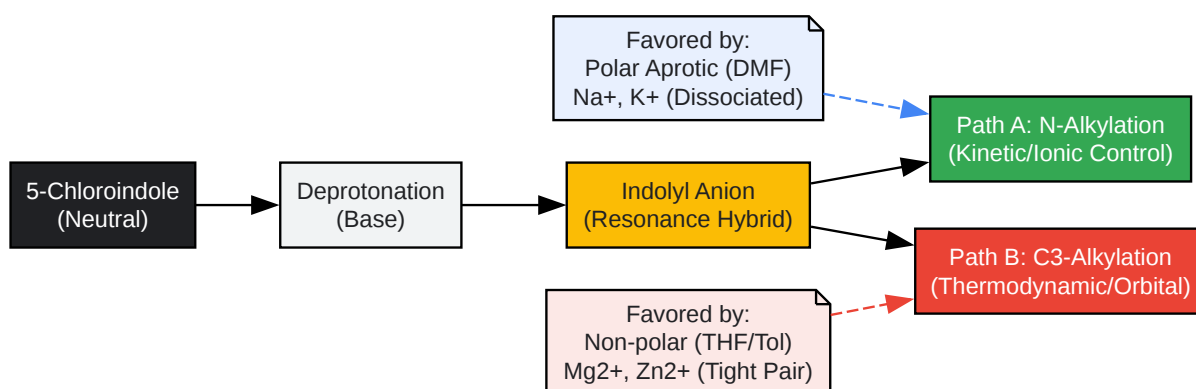 Favored by:
Polar Aprotic (DMF)
Na+, K+ (Dissociated)
Path A: N-Alkylation
(Kinetic/Ionic Control)
5-Chloroindole
(Neutral)
Deprotonation
(Base)
Indolyl Anion
(Resonance Hybrid)
Path B: C3-Alkylation
(Thermodynamic/Orbital)
Favored by:
Non-polar (THF/Tol)
Mg2+, Zn2+ (Tight Pair)